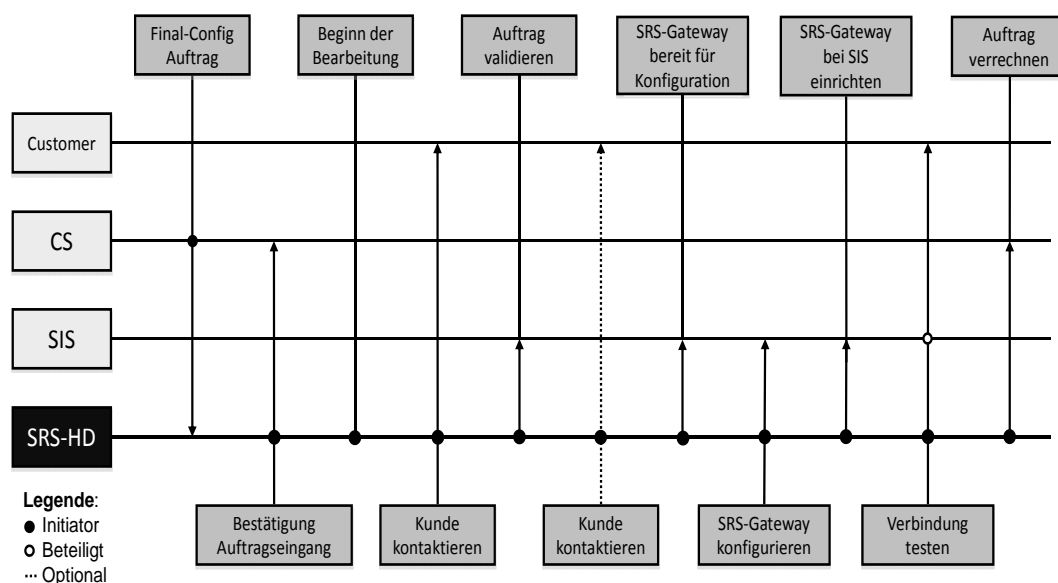 Final-Config
Auftrag
Beginn der
Bearbeitung
Auftrag
validieren
SRS-Gateway
bereit für
Konfiguration
SRS-Gateway
bei SIS
einrichten
Auftrag
verrechnen
Customer
CS
SIS
SRS-HD
Legende:
Initiator
Beteiligt
Optional
Bestätigung
Auftragseingang
Kunde
kontaktieren
Kunde
kontaktieren
SRS-Gateway
konfigurieren
Verbindung
testen